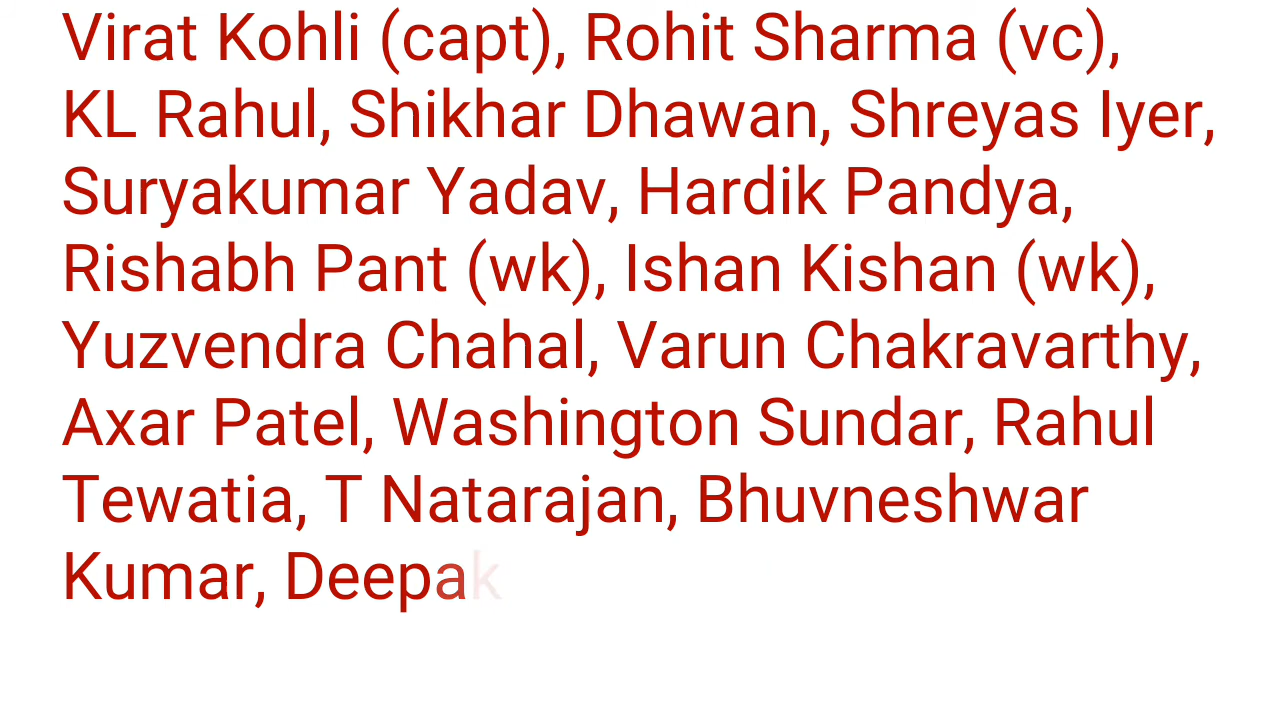 Virat Kohli (capt), Rohit Sharma (vc),
KL Rahul, Shikhar Dhawan, Shreyas Iyer,
Suryakumar Yadav, Hardik Pandya,
Rishabh Pant (wk), Ishan Kishan (wk),
Yuzvendra Chahal, Varun Chakravarthy,
Axar Patel, Washington Sundar, Rahul
Tewatia, T Natarajan, Bhuvneshwar
Kumar, Deepak